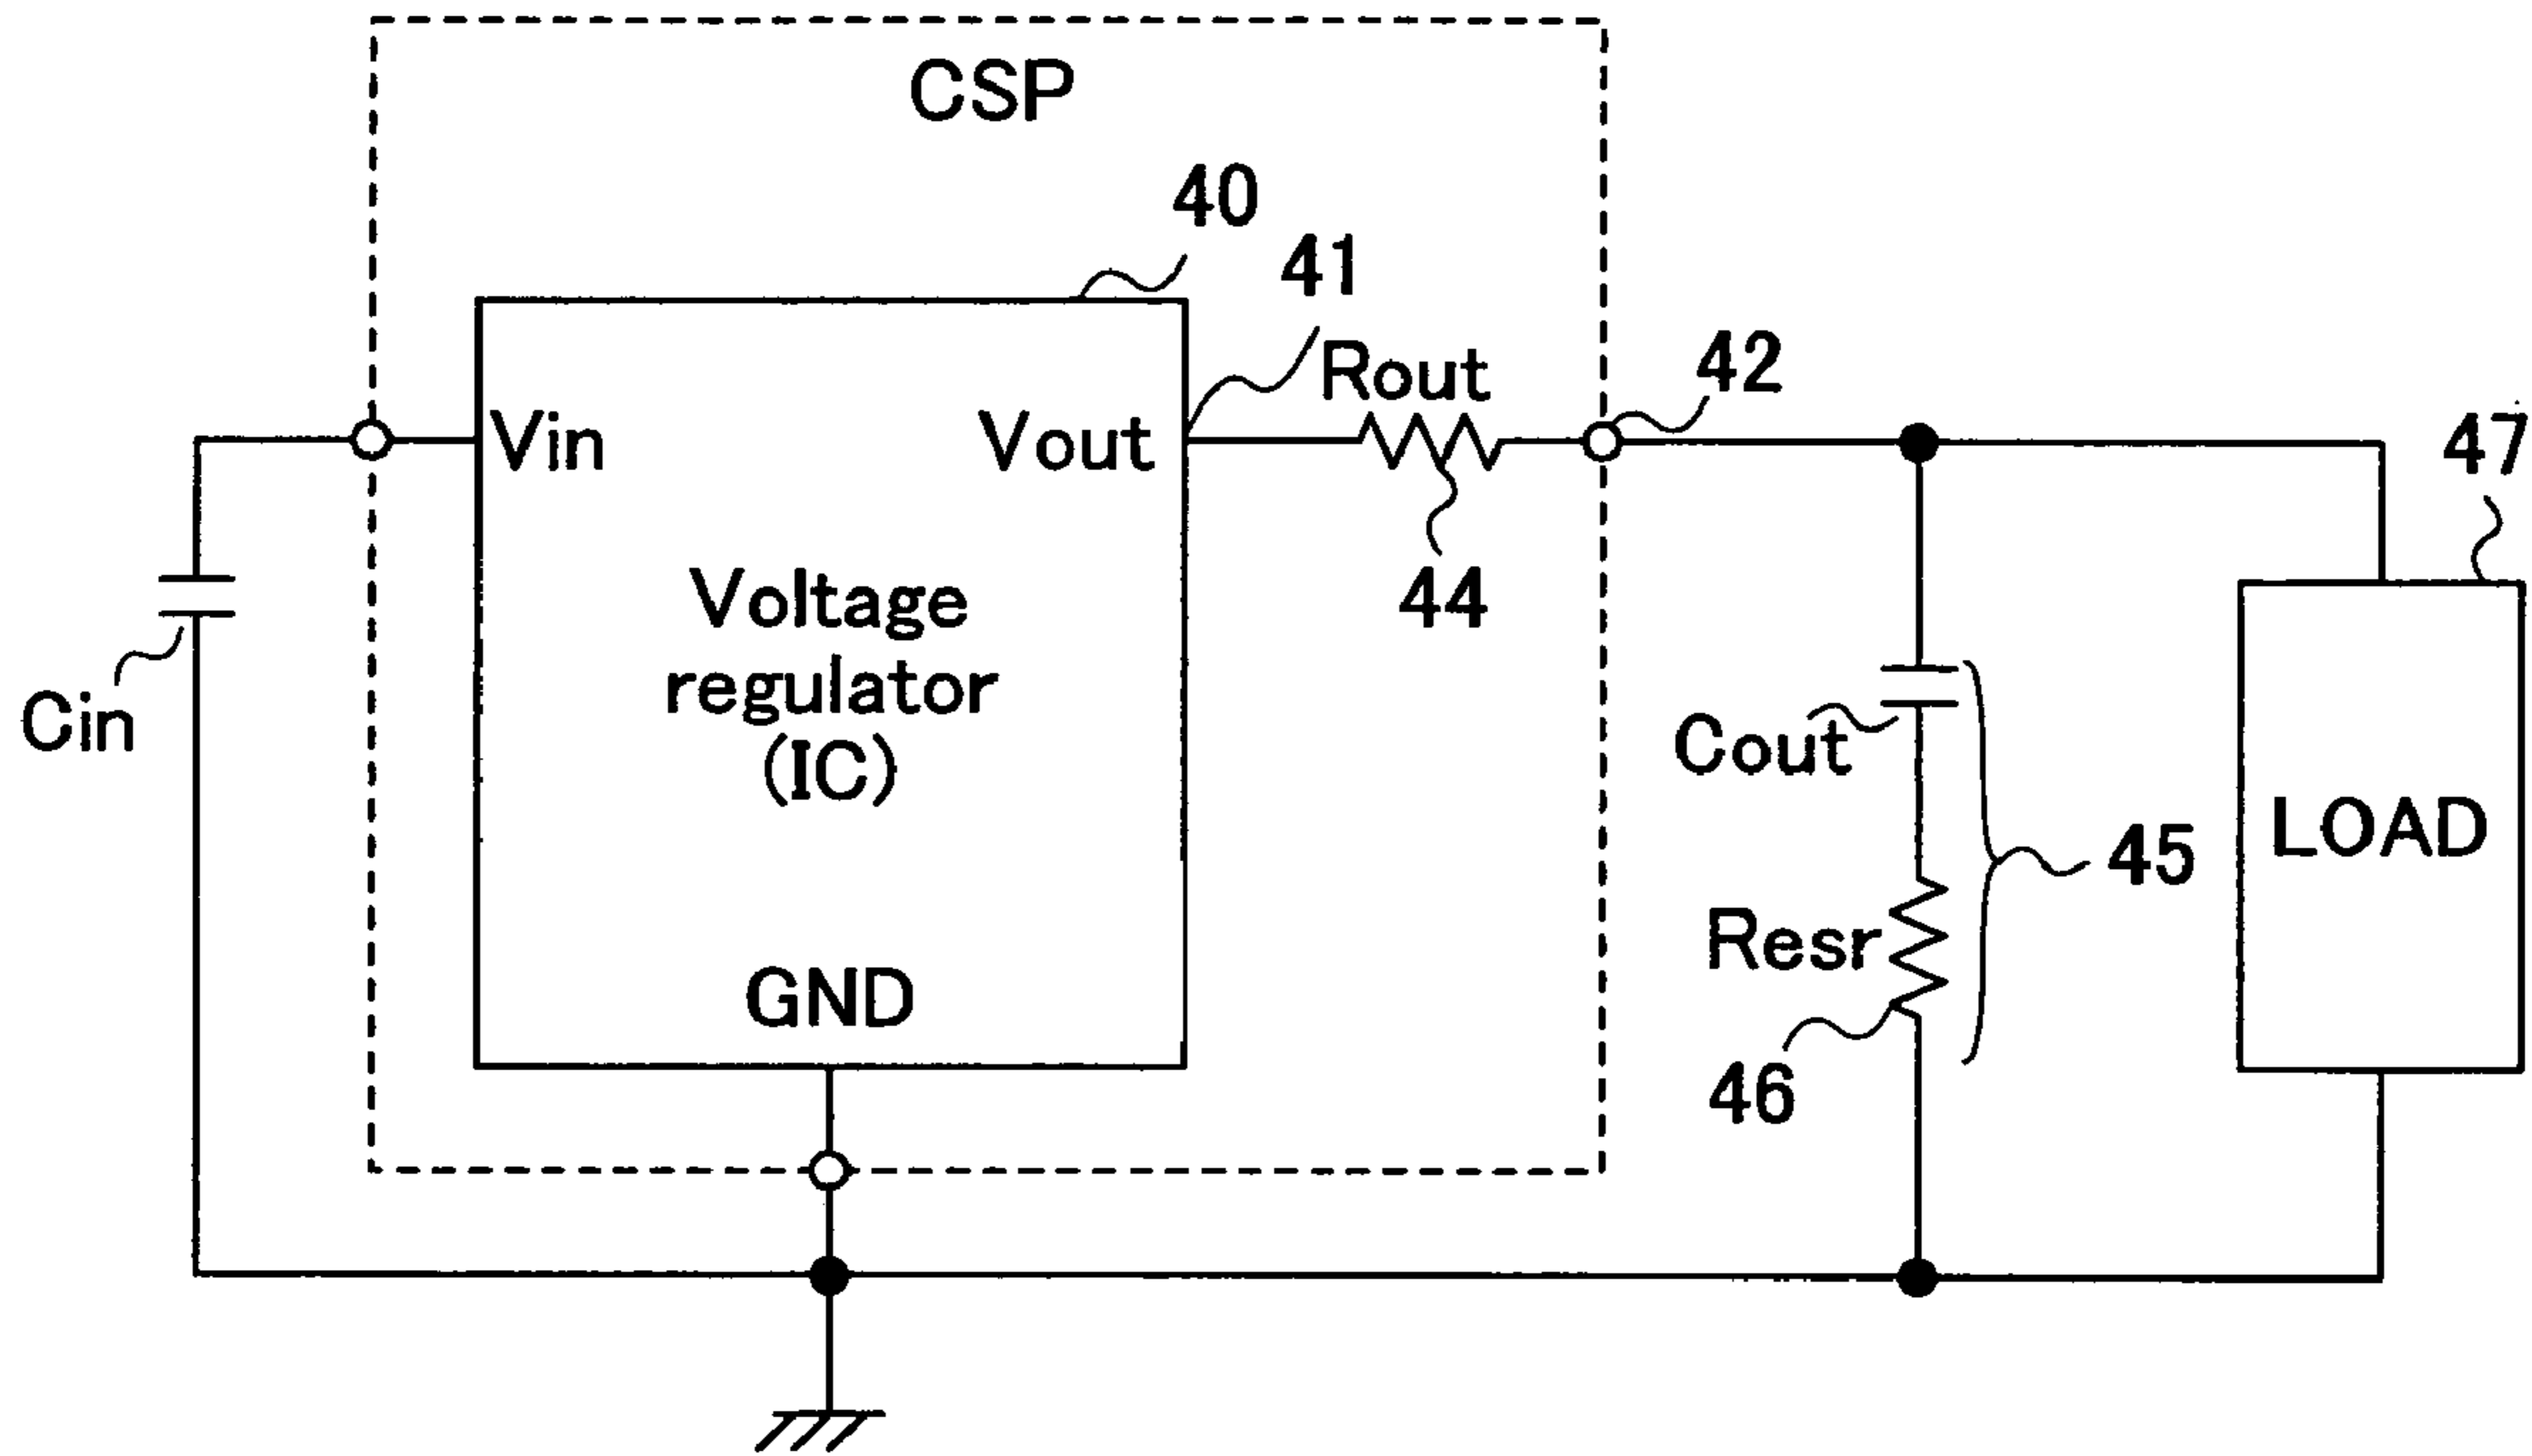 CSP
40
41
Rout
42
Vin
Vout
47
44
Voltage
regulator
(IC)
Cin
Cout
LOAD
45
Resr
GND
46